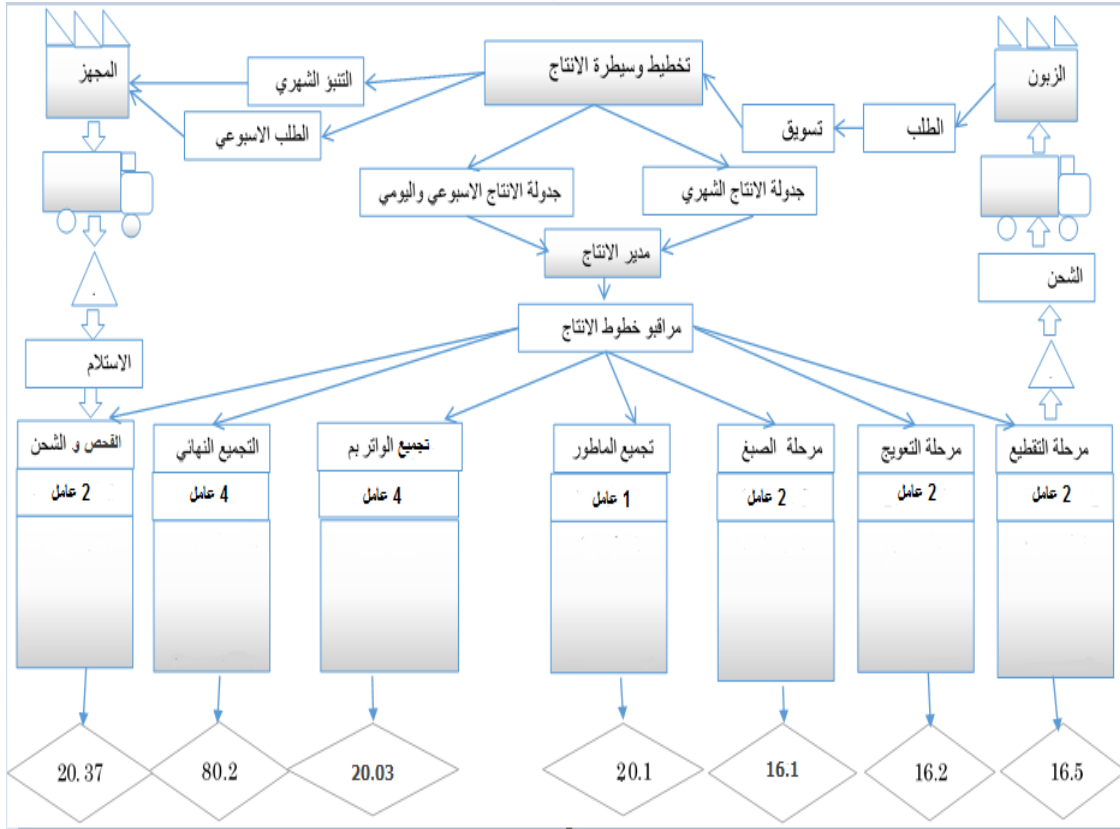 الزبون
تخطيط وسيطرة الانتاج
المجهز
التنبؤ الشهري
الطلب
تسويق
الطلب الاسبوعي
جدولة الانتاج الشهري
جدولة الانتاج الاسبوعي واليومي
مدير الانتاج
الشحن
مراقبو خطوط الانتاج
الاستلام
مرحلة التقطيع
مرحلة التعويج
مرحلة الصبغ
تجميع الماطور
تجميع الواتر بم
التجميع النهائي
الفحص و الشحن
2 عامل
2 عامل
2 عامل
1 عامل
4 عامل
4 عامل
2 عامل
16.5
16.2
16.1
20.1
20.03
80.2
20.37